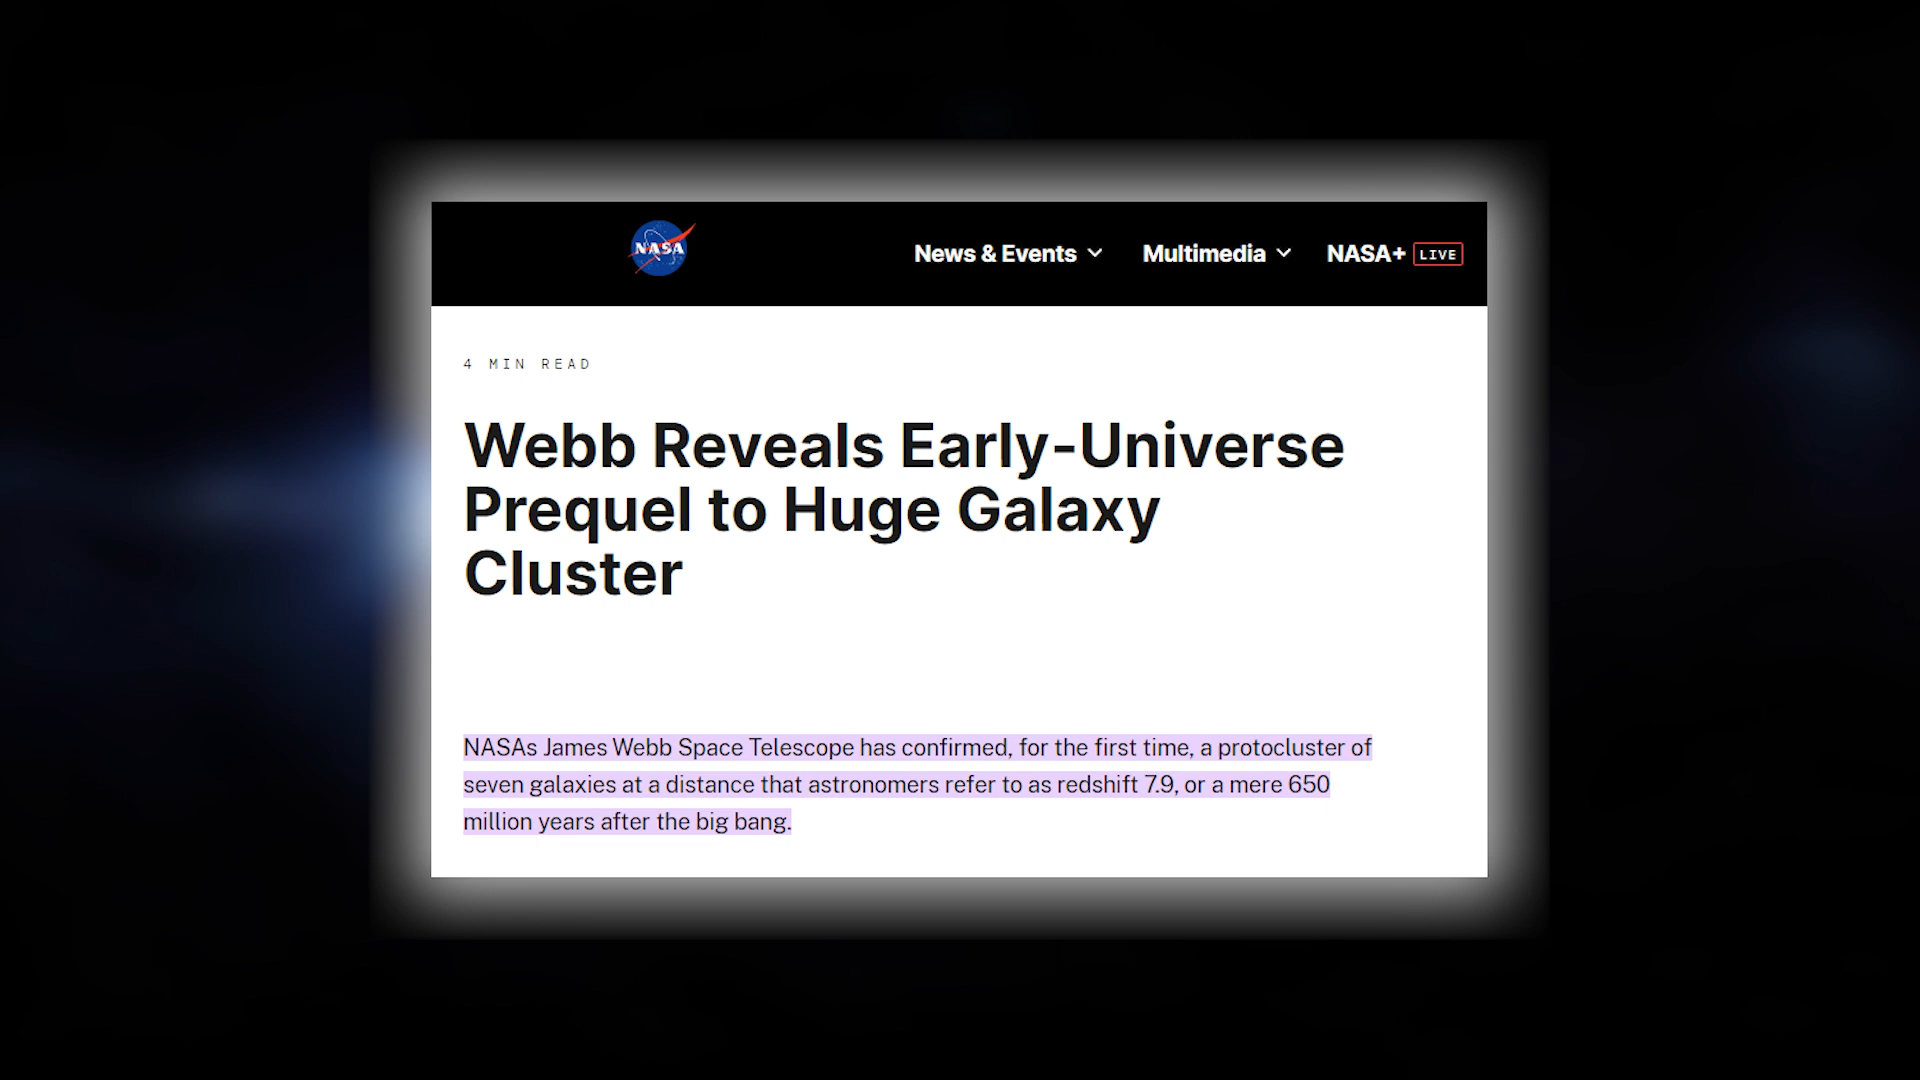 NASA
News & Events
Multimedia
NASA+ LIVE
4 MIN READ
Webb Reveals Early-Universe
Prequel to Huge Galaxy
Cluster
NASAs James Webb Space Telescope has confirmed, for the first time, a protocluster of
seven galaxies at a distance that astronomers refer to as redshift 7.9, or a mere 650
million years after the big bang.